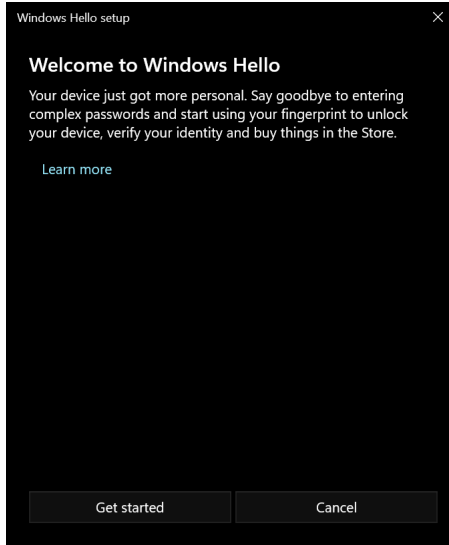 Windows Hello setup
Welcome to Windows Hello
Your device just got more personal. Say goodbye to entering
complex passwords and start using your fingerprint to unlock
your device, verify your identity and buy things in the Store.
Learn more
Get started
Cancel